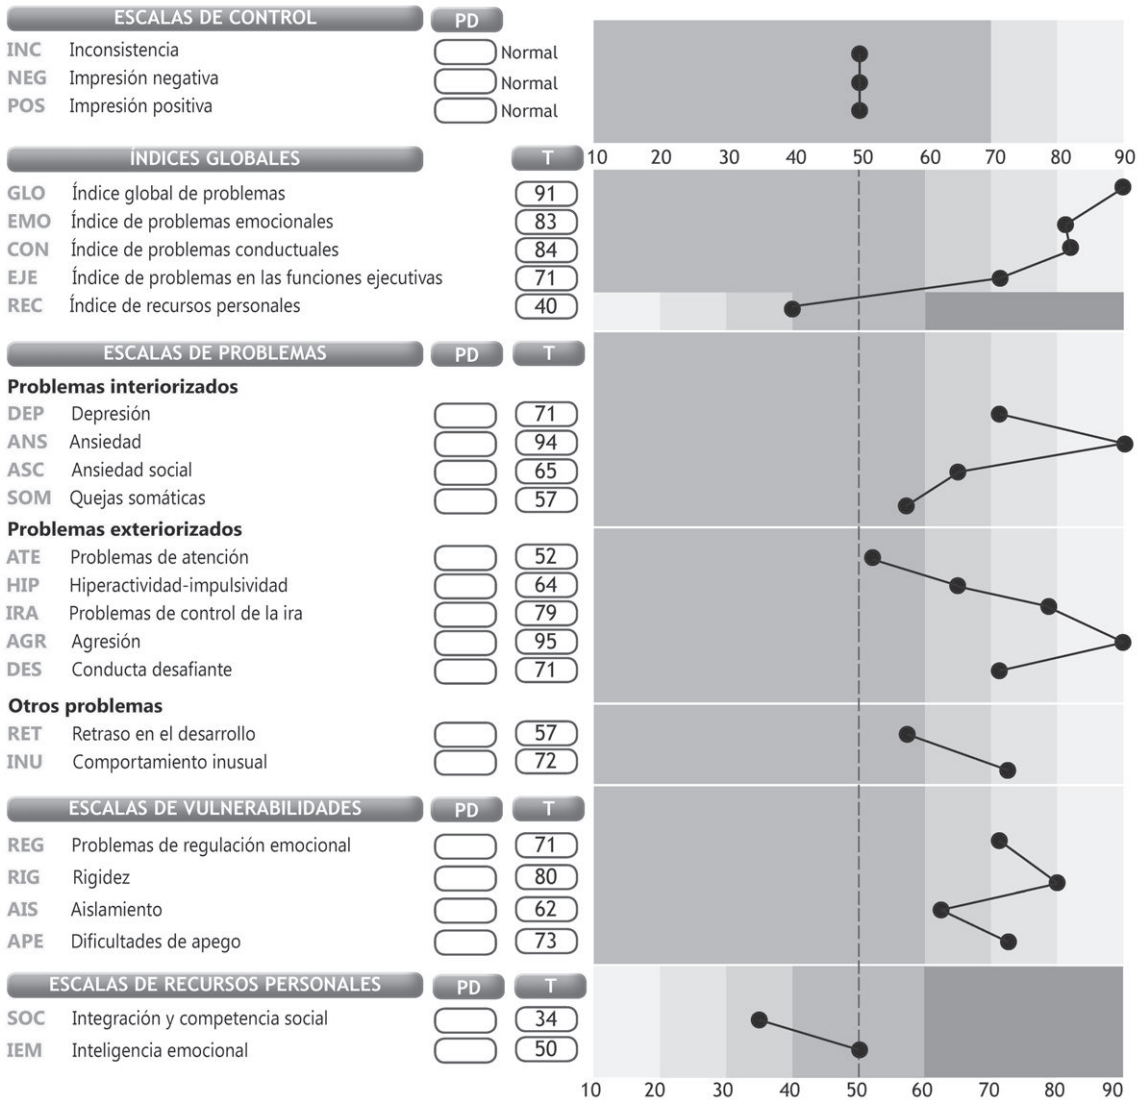 ESCALAS DE CONTROL PD
INC Inconsistencia Normal
NEG Impresión negativa Normal
POS Impresión positiva Normal
ÍNDICES GLOBALES T 10 20 30 40 50 60 70 80 90
GLO Índice global de problemas 91
EMO Índice de problemas emocionales 83
CON Índice de problemas conductuales 84
EJE Índice de problemas en las funciones ejecutivas 71
REC Índice de recursos personales 40
ESCALAS DE PROBLEMAS PD T
Problemas interiorizados
DEP Depresión 71
ANS Ansiedad 94
ASC Ansiedad social 65
SOM Quejas somáticas 57
Problemas exteriorizados
ATE Problemas de atención 52
HIP Hiperactividad-impulsividad 64
IRA Problemas de control de la ira 79
AGR Agresión 95
DES Conducta desafiante 71
Otros problemas
RET Retraso en el desarrollo 57
INU Comportamiento inusual 72
ESCALAS DE VULNERABILIDADES PD T
REG Problemas de regulación emocional 71
RIG Rigidez 80
AIS Aislamiento 62
APE Dificultades de apego 73
ESCALAS DE RECURSOS PERSONALES PD T
SOC Integración y competencia social 34
IEM Inteligencia emocional 50
10 20 30 40 50 60 70 80 90